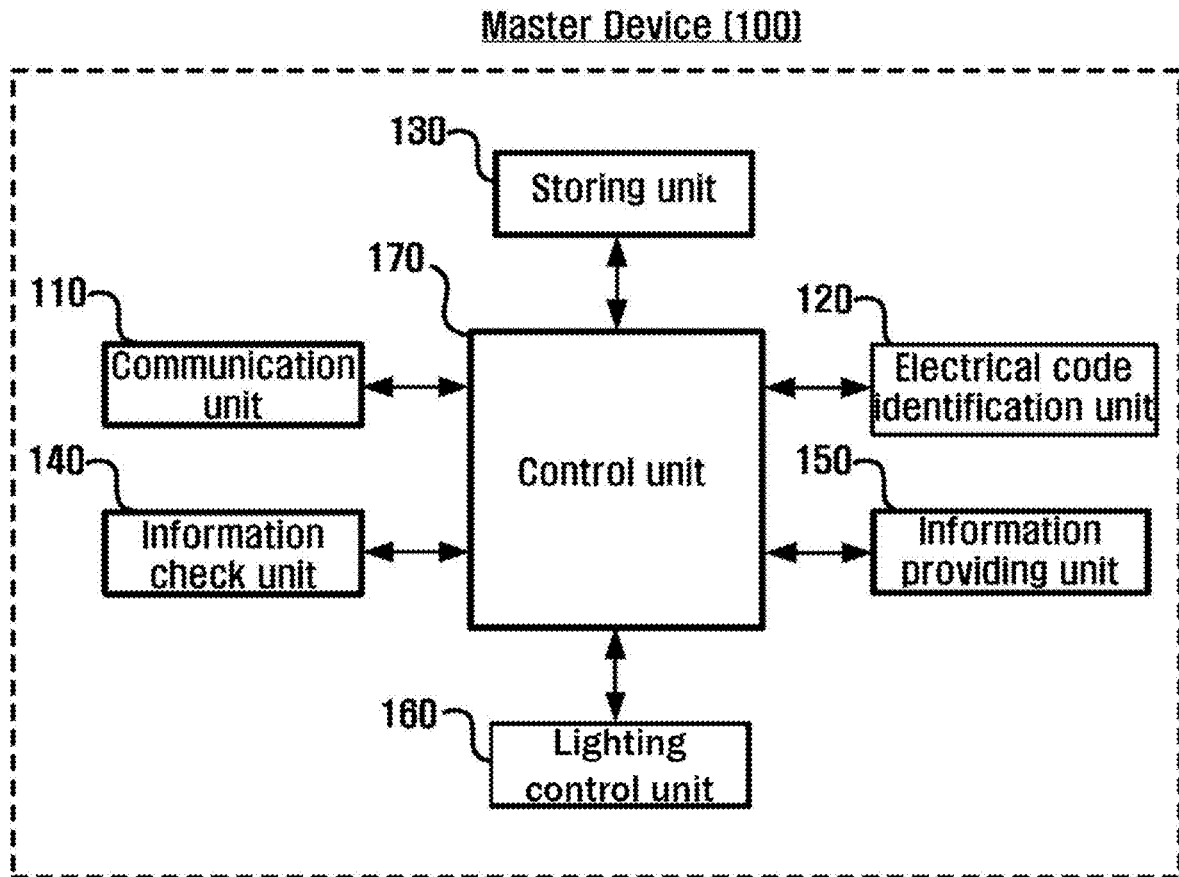 Master Device (100)
130
Storing unit
170
110
Communication
unit
120
Electrical code
identification unit
Control unit
140
Information
check unit
150
Information
providing unit
160
Lighting
control unit